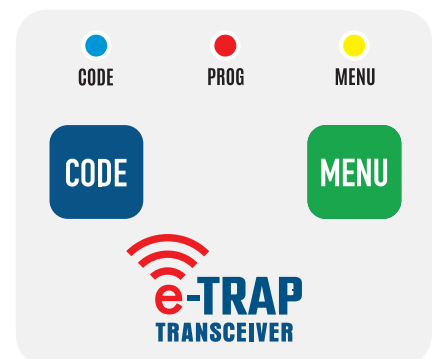 CODE PROG MENU
CODE MENU
e-TRAP
TRANSCEIVER